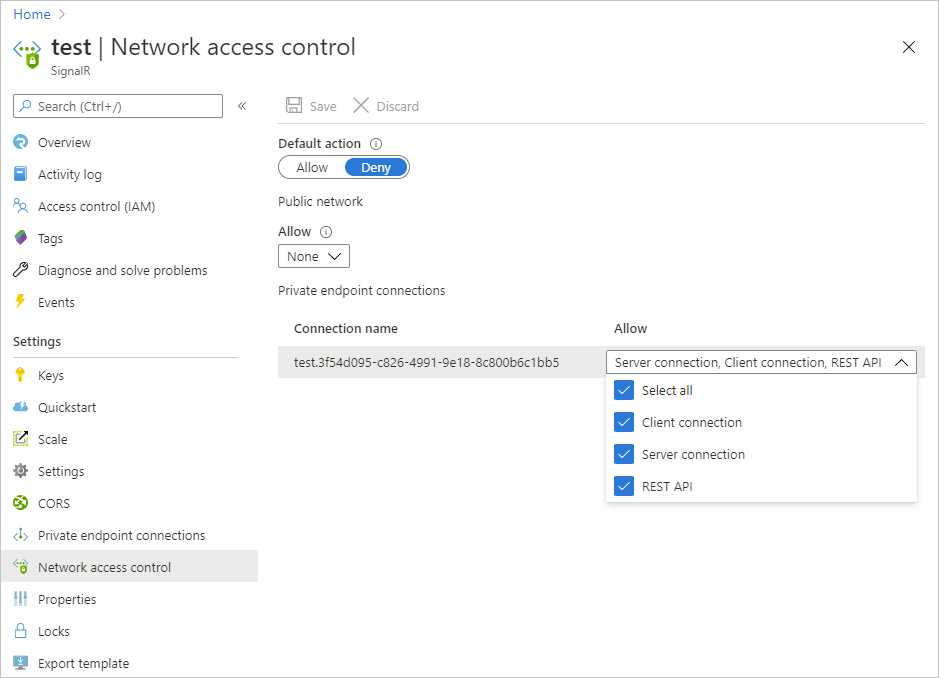 Home
test | Network access control
SignalR
Search (Ctrl+/)
«
Overview
Activity log
Access control (IAM)
Tags
Diagnose and solve problems
Events
Settings
Keys
Quickstart
Scale
Settings
CORS
Private endpoint connections
Network access control
Properties
Locks
Export template
Save Discard
Default action
Allow Deny
Public network
Allow
None
Private endpoint connections
Connection name Allow
test.3f54d095-c826-4991-9e18-8c800b6c1bb5 Server connection, Client connection, REST API
Select all
Client connection
Server connection
REST API